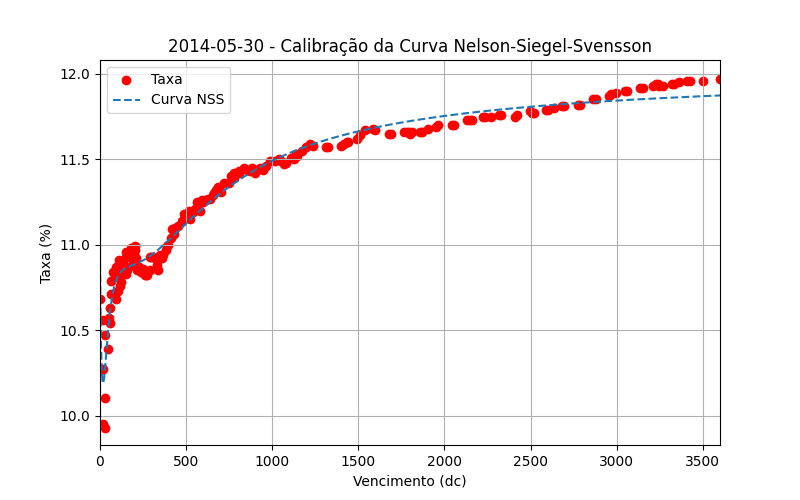 2014-05-30 - Calibração da Curva Nelson-Siegel-Svensson
Taxa
Curva NSS
Taxa (%)
12.0
11.5
11.0
10.5
10.0
0 500 1000 1500 2000 2500 3000 3500
Vencimento (dc)